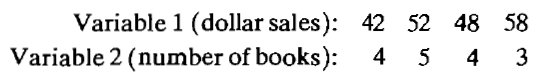 Variable 1 (dollar sales): 42 52 48 58
Variable 2 (number of books): 4 5 4 3